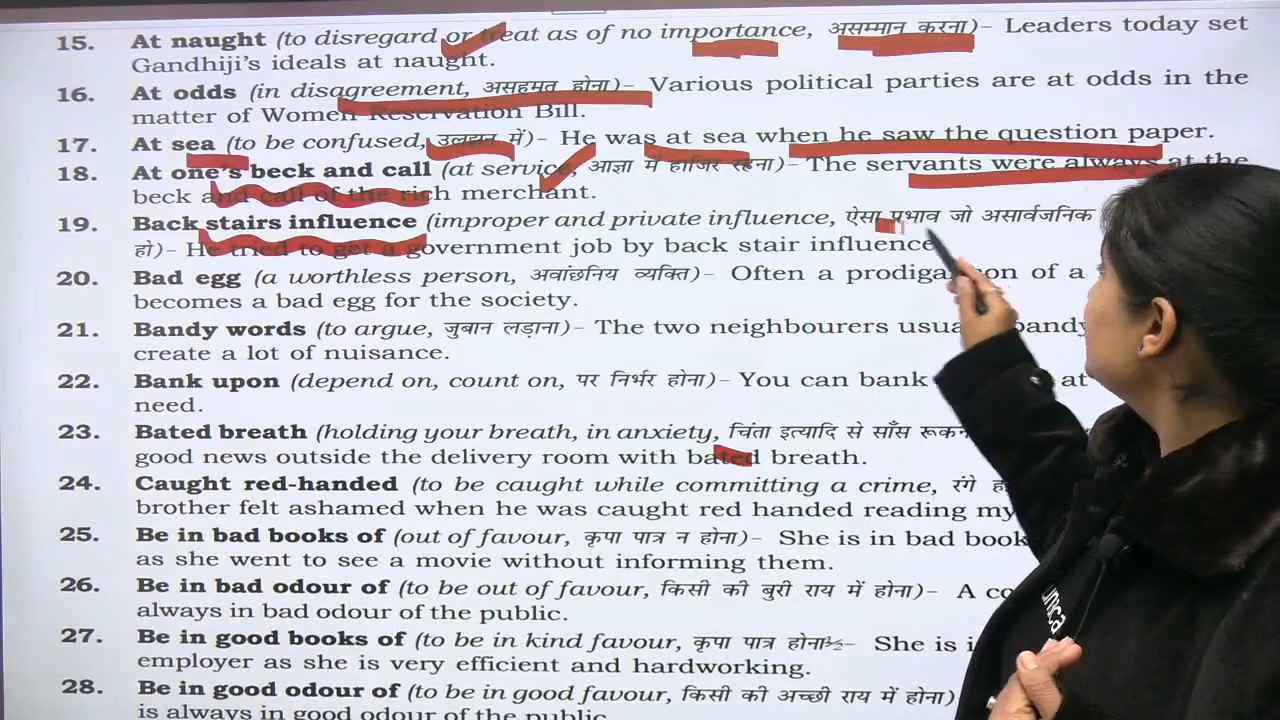 15. At naught (to disregard or treat as of no importance, असम्मान करना)- Leaders today set
Gandhiji's ideals at naught.
16. At odds (in disagreement, असहमत होना)- Various political parties are at odds in the
matter of Women Reservation Bill.
17. At sea (to be confused, उलझन में)- He was at sea when he saw the question paper.
18. At one's beck and call (at service, आज्ञा में हाजिर रहना)- The servants were always at the
beck and call of the rich merchant.
19. Back stairs influence (improper and private influence, ऐसा प्रभाव जो असार्वजनिक
हो)- He tried to get a government job by back stair influence
20. Bad egg (a worthless person, अवांछनिय व्यक्ति)- Often a prodigal son of a
becomes a bad egg for the society.
21. Bandy words (to argue, जुबान लड़ाना)- The two neighbourers usua bandy
create a lot of nuisance.
22. Bank upon (depend on, count on, पर निर्भर होना)- You can bank at
need.
23. Bated breath (holding your breath, in anxiety, चिंता इत्यादि से साँस रूकन
good news outside the delivery room with bated breath.
24. Caught red-handed (to be caught while committing a crime, रंगे
brother felt ashamed when he was caught red handed reading my
25. Be in bad books of (out of favour, कृपा पात्र न होना)- She is in bad book
as she went to see a movie without informing them.
26. Be in bad odour of (to be out of favour, किसी की बुरी राय में होना)- A co
always in bad odour of the public.
27. Be in good books of (to be in kind favour, कृपा पात्र होना½- She is i
employer as she is very efficient and hardworking.
28. Be in good odour of (to be in good favour, किसी की अच्छी राय में होना)
is always in good odour of the public.